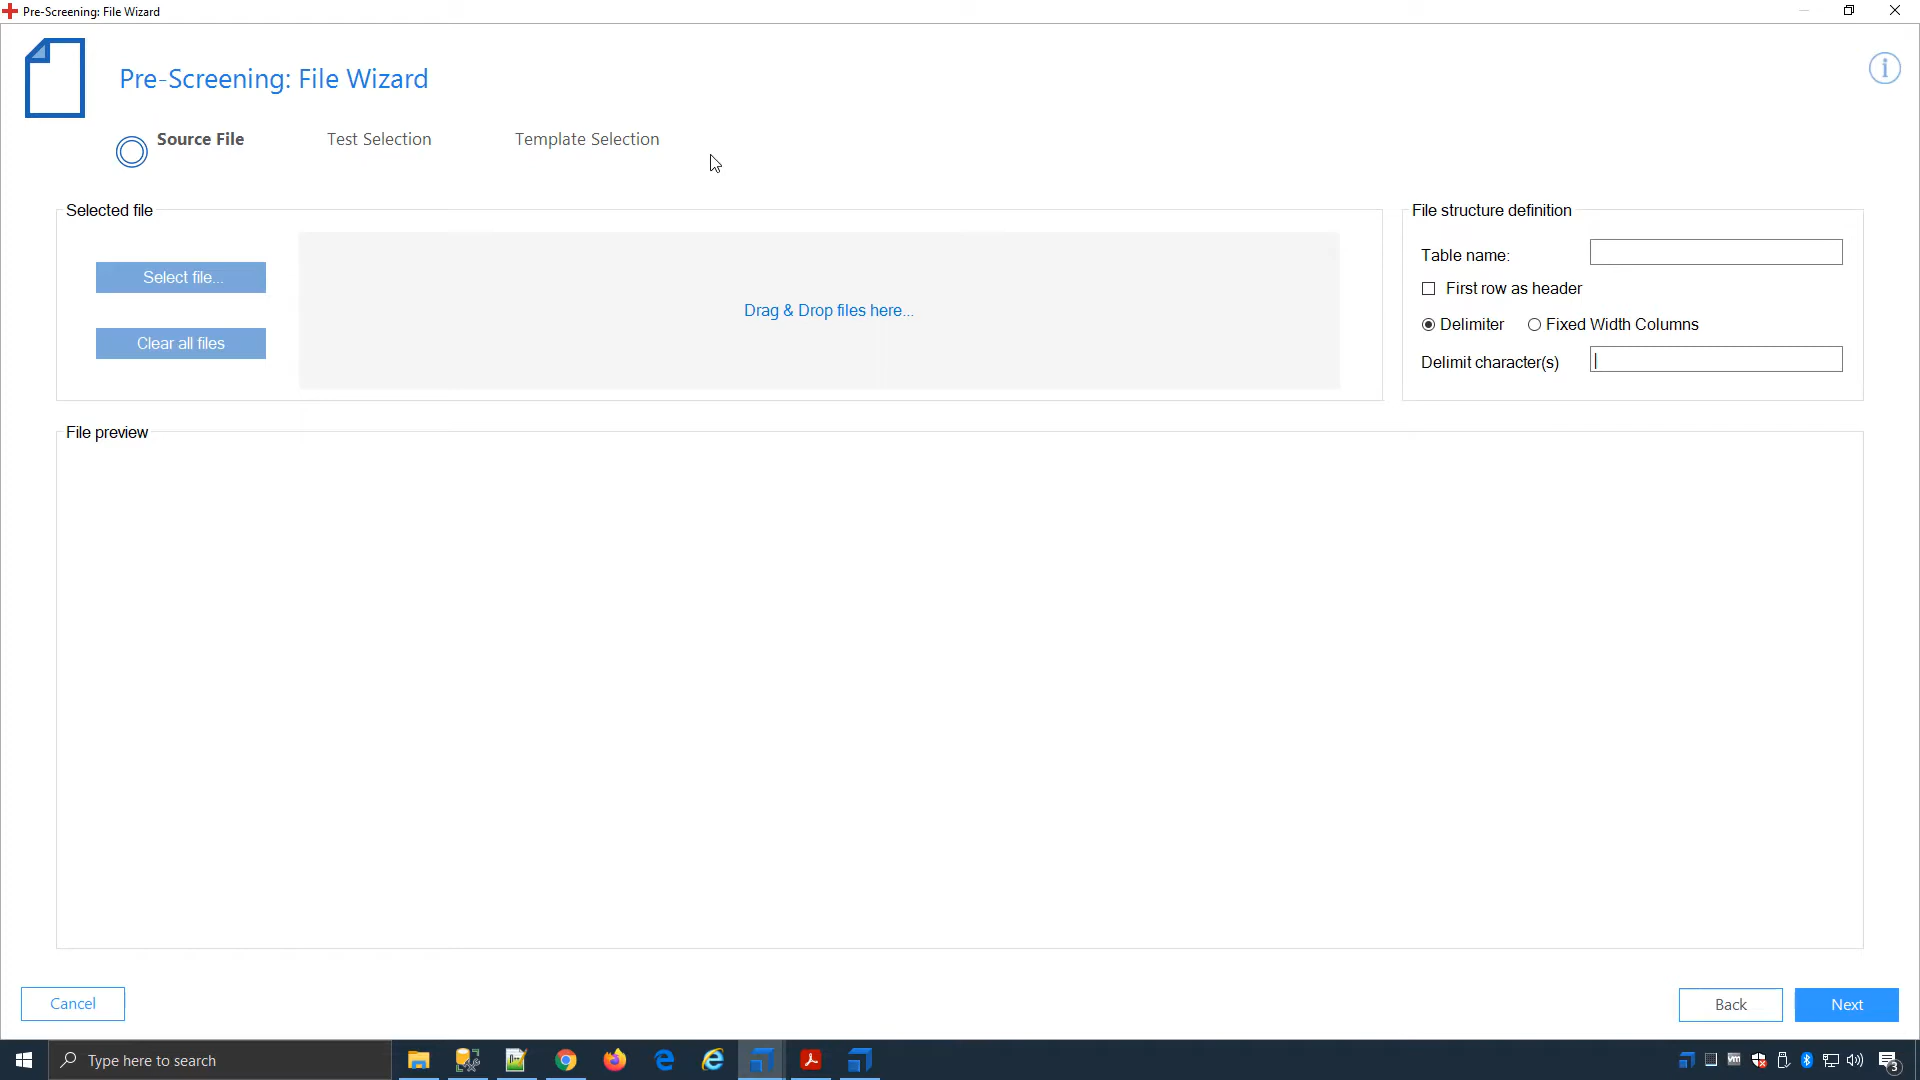 Pre-Screening: File Wizard
Pre-Screening: File Wizard
Source File
Test Selection
Template Selection
Selected file
Select file...
Clear all files
Drag & Drop files here...
File structure definition
Table name:
First row as header
Delimiter
Fixed Width Columns
Delimit character(s)
|
File preview
Cancel
Back
Next
Type here to search
vm
3